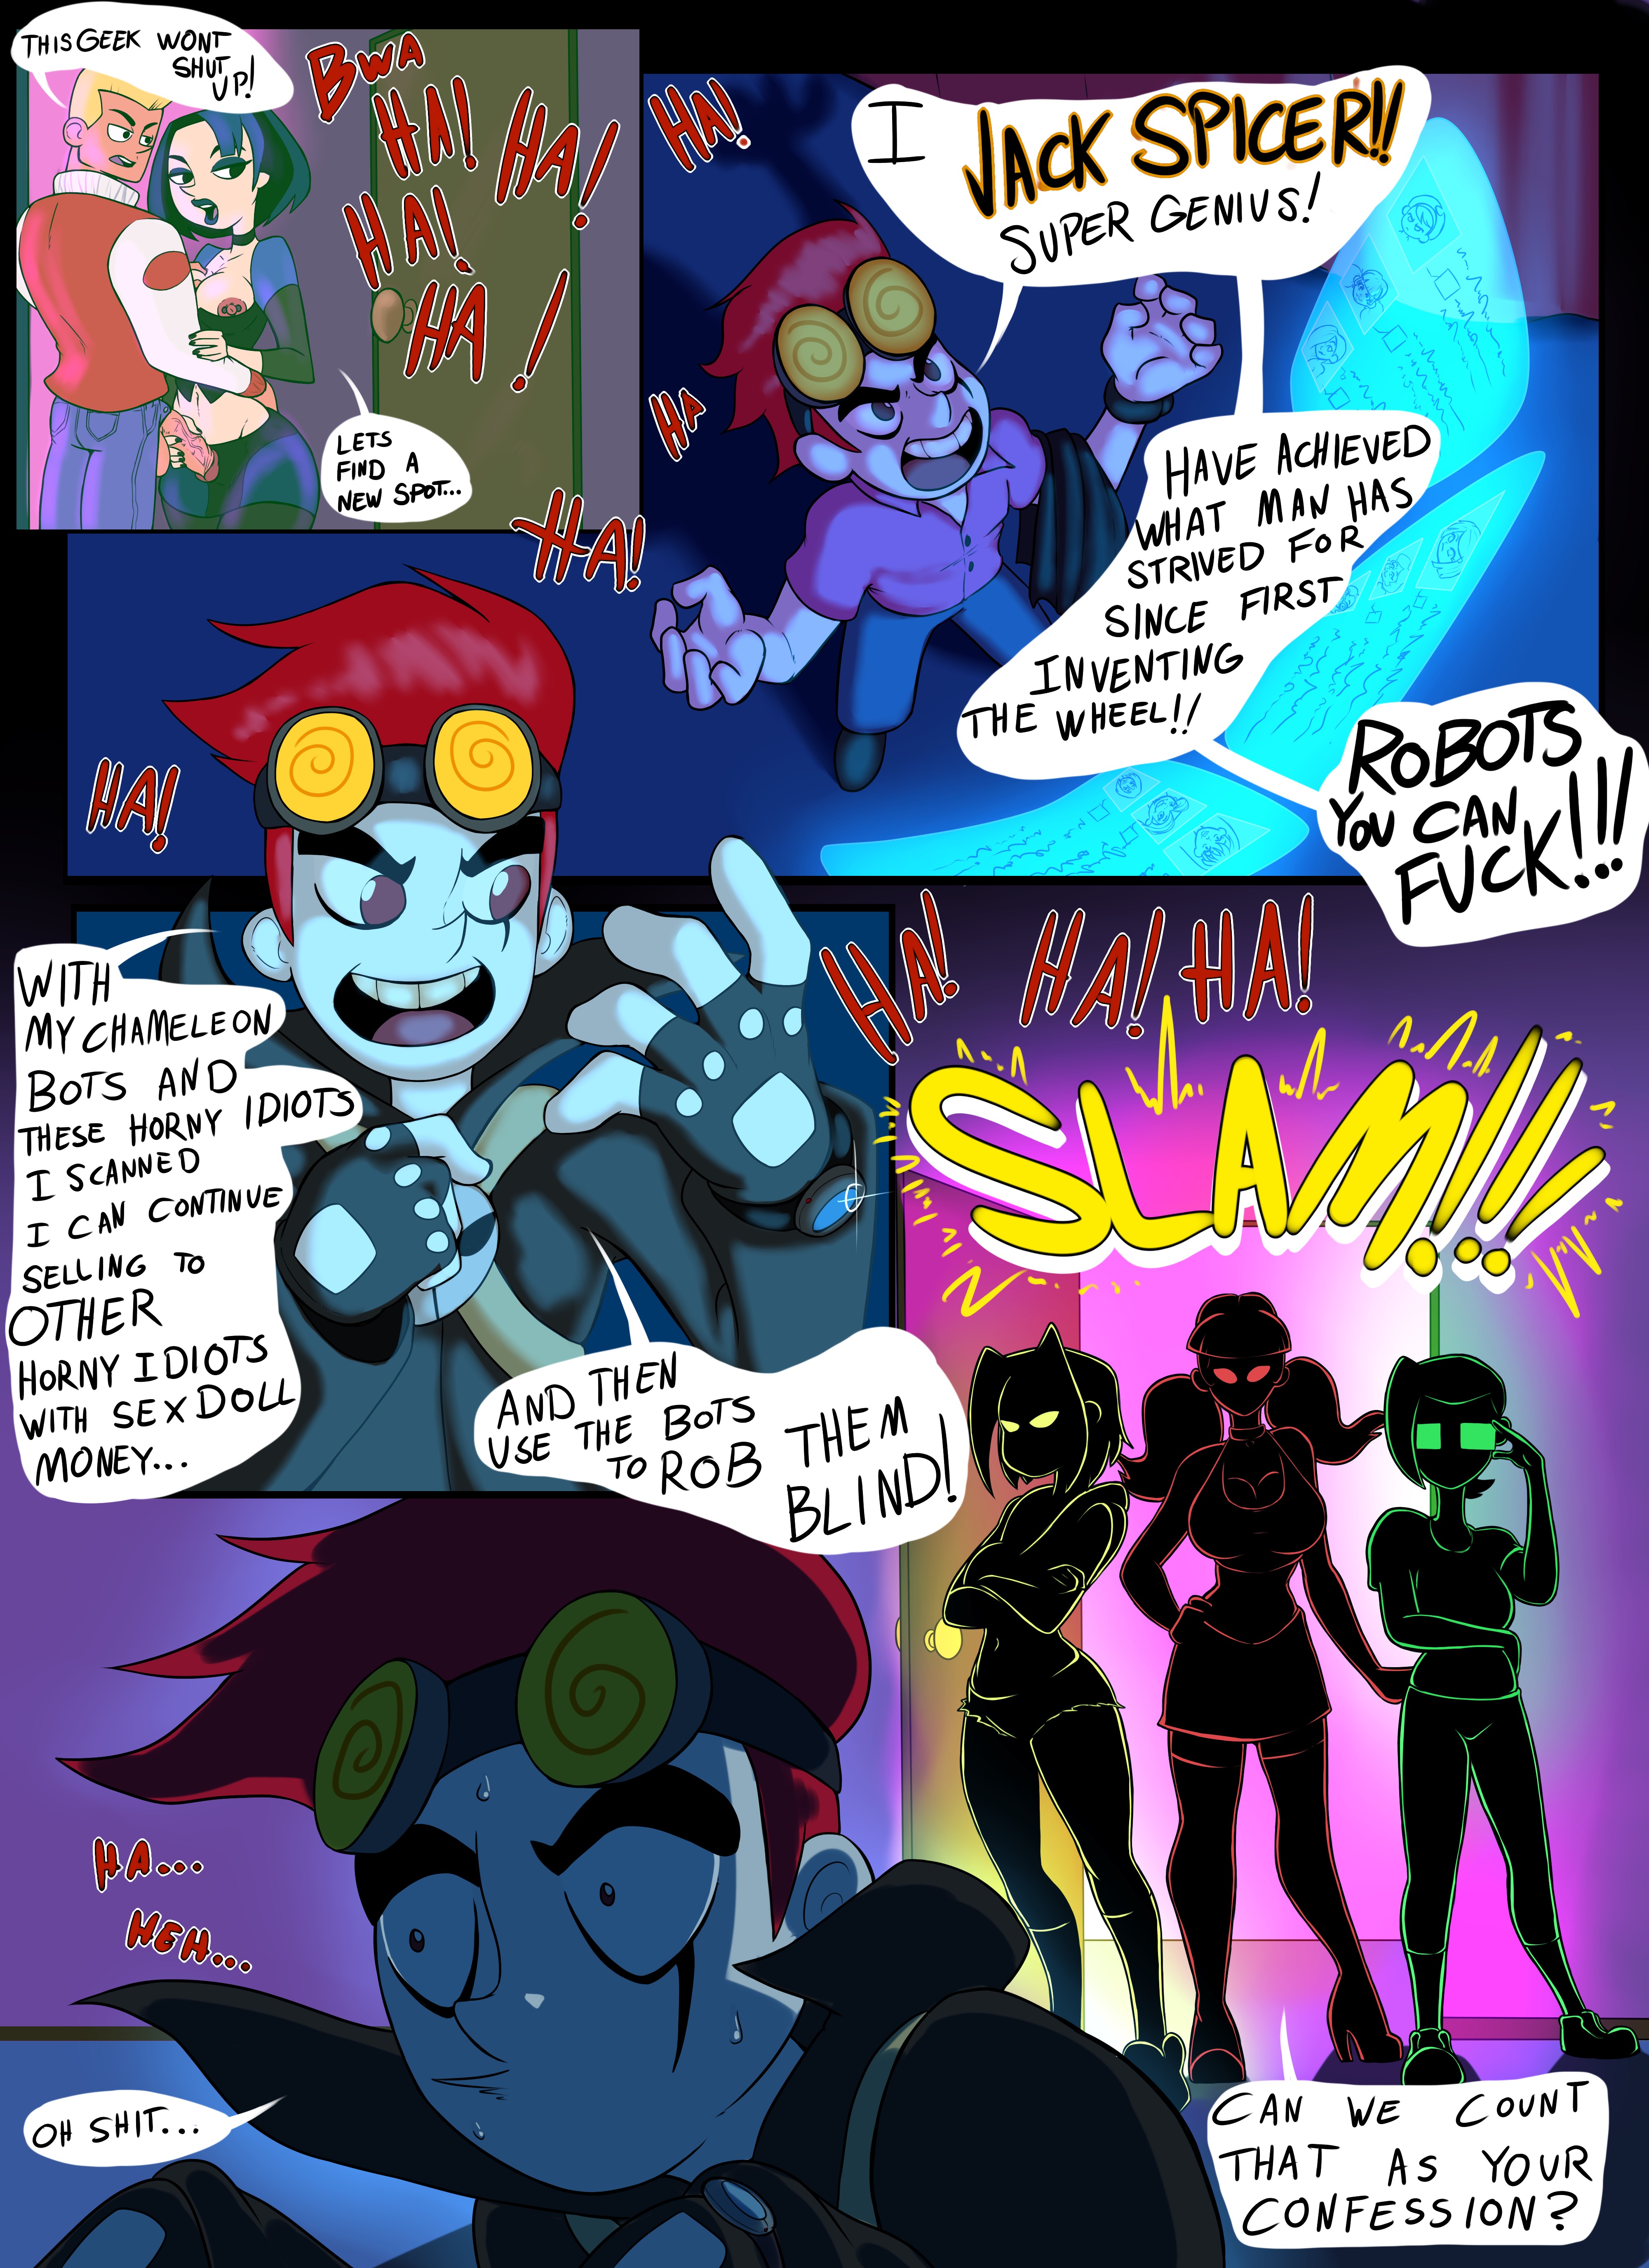 THIS GEEK WONT
SHUT
UP!
BWA
HA!
HA!
HA!
HA
!
LETS
FIND A
NEW SPOT...
HA!
HA!
I
JACK SPICER!!
SUPER GENIUS!
HA
HAVE ACHIEVED
WHAT MAN HAS
STRIVED FOR
SINCE FIRST
INVENTING
THE WHEEL!!
ROBOTS
YOU CAN
FUCK!!!...
HA!
WITH
MY CHAMELEON
BOTS AND
THESE HORNY IDIOTS
I SCANNED
I CAN CONTINUE
SELLING TO
OTHER
HORNY IDIOTS
WITH SEX DOLL
MONEY...
AND THEN
USE THE BOTS
TO ROB THEM
BLIND!
HA!
HA!
HA!
SLAM!!!...
HA...
HEH...
OH SHIT...
CAN WE COUNT
THAT AS YOUR
CONFESSION?